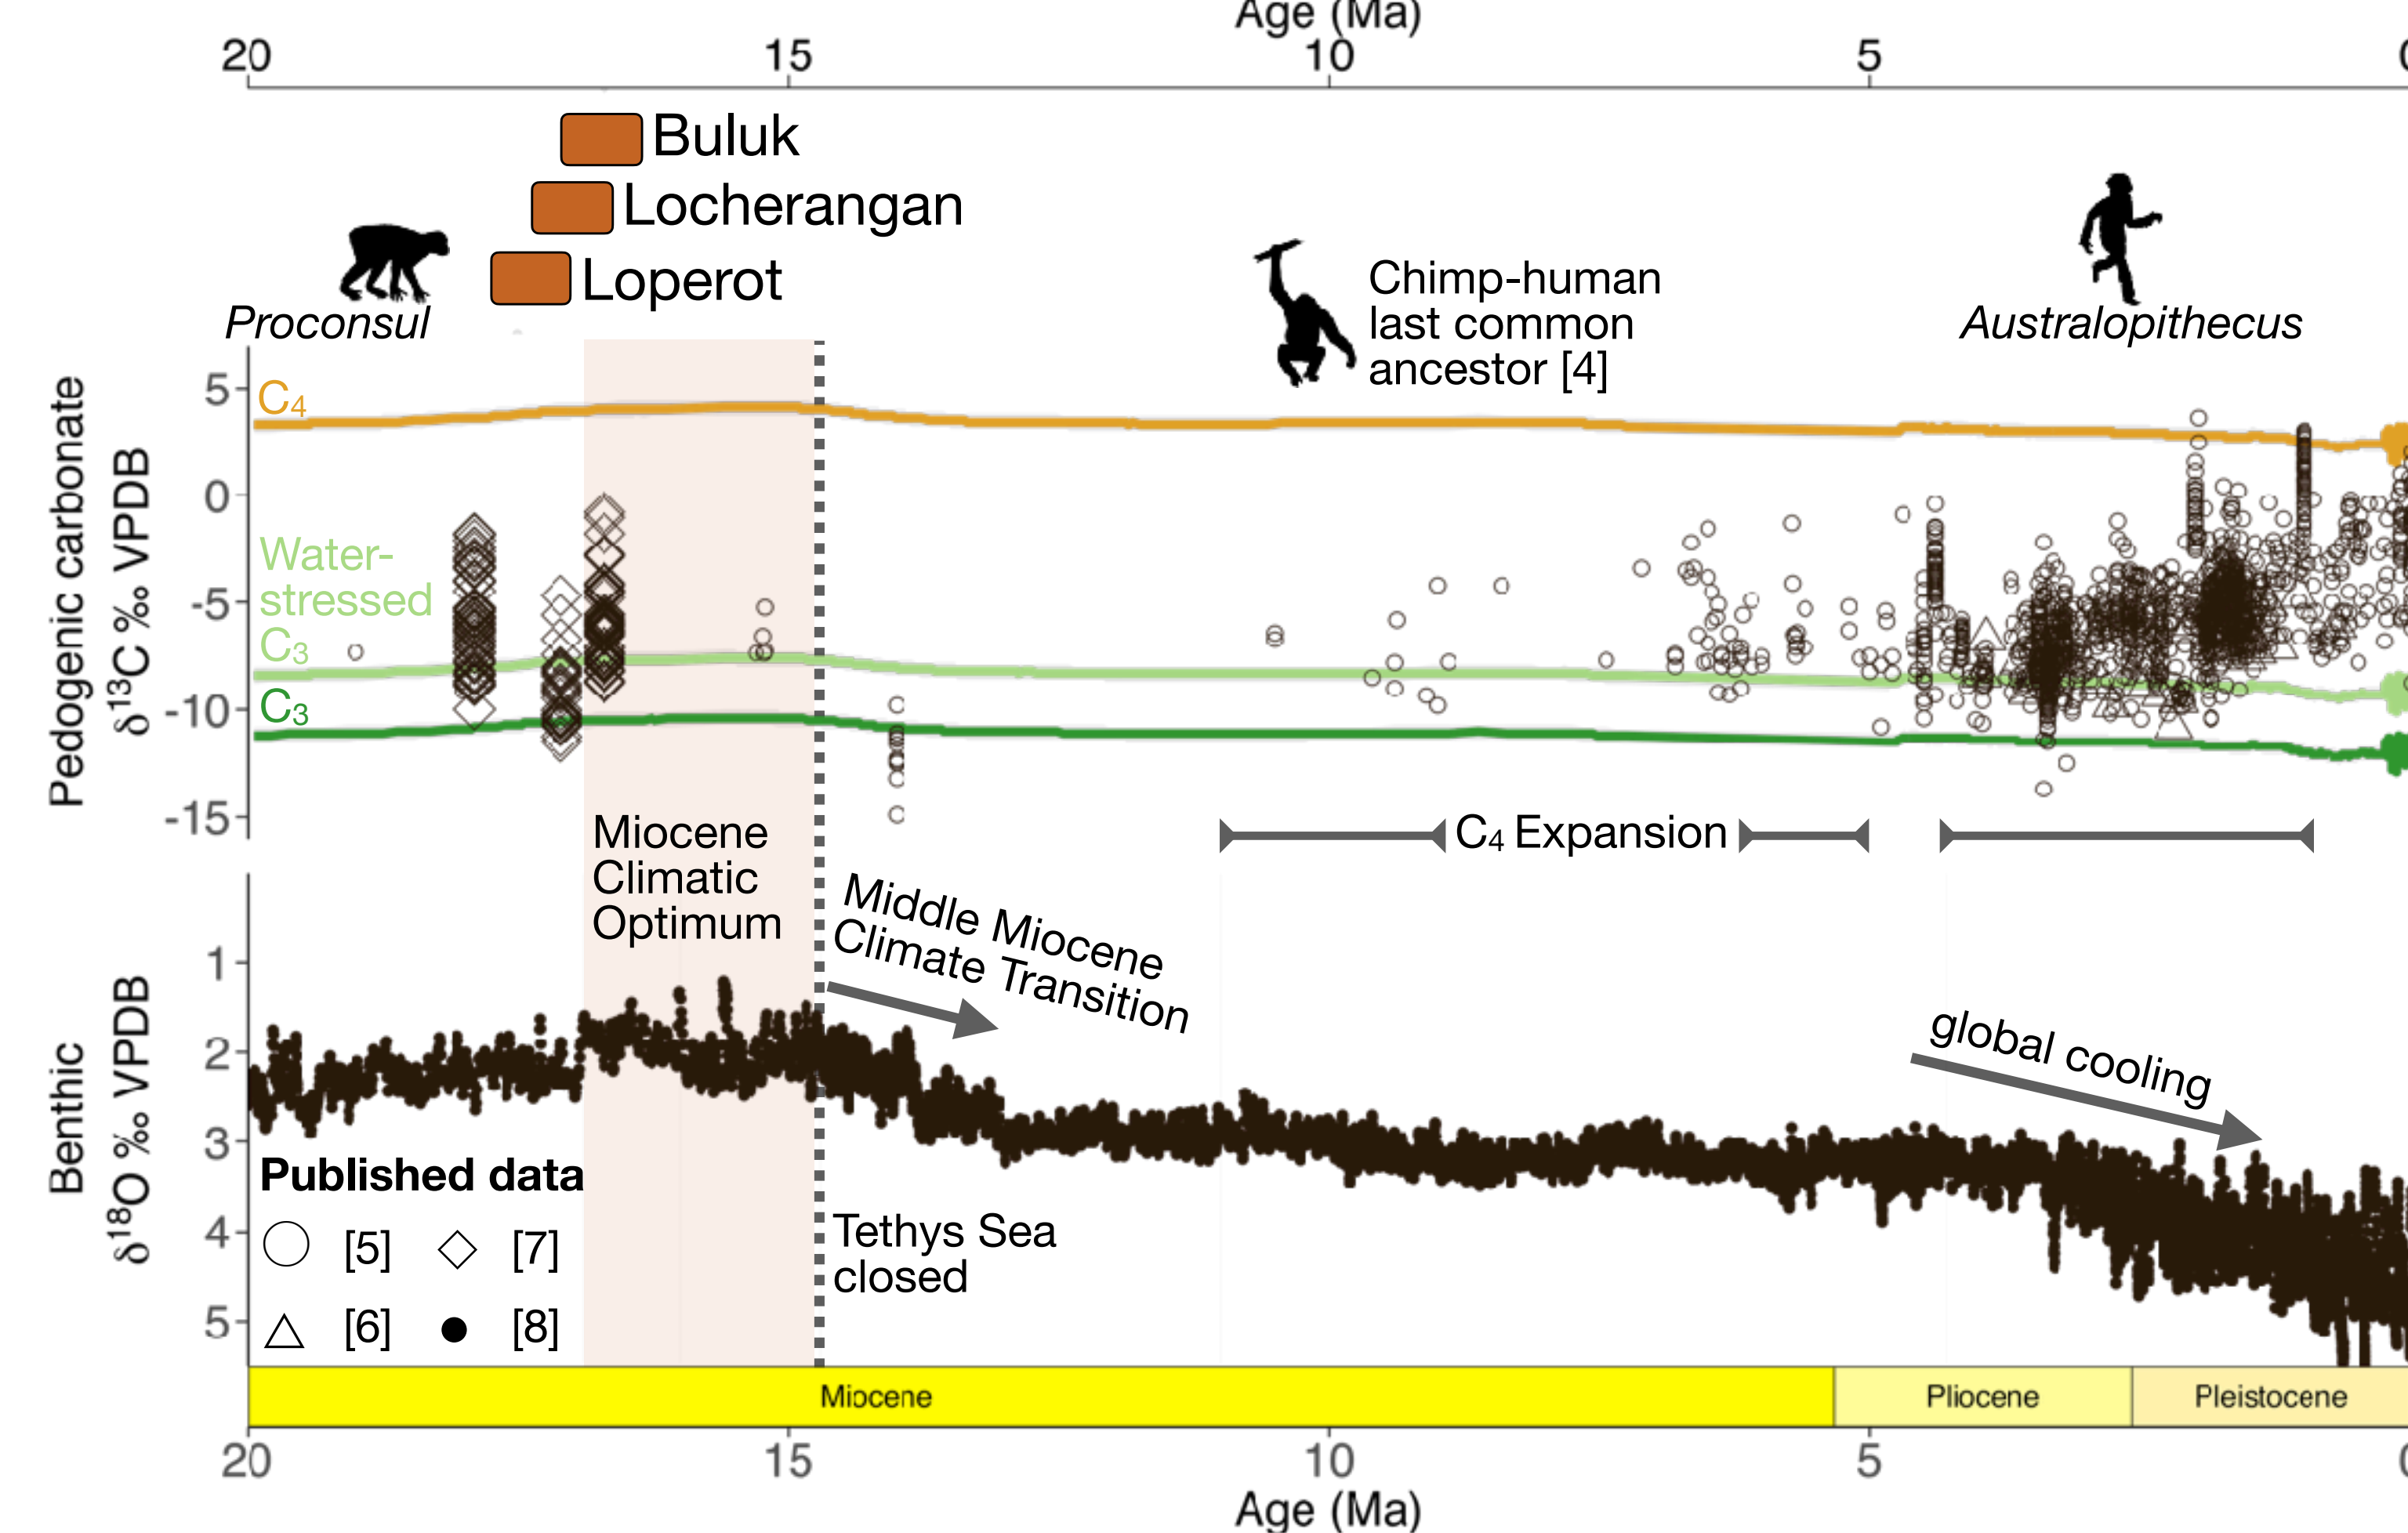 Age (Ma)
20 15 10 5 0
Buluk
Locherangan
Loperot
Proconsul
Chimp-human
last common
ancestor [4]
Australopithecus
Pedogenic carbonate
δ¹³C ‰ VPDB
5
0
-5
-10
-15
C₄
Water-
stressed
C₃
C₃
Miocene
Climatic
Optimum
C₄ Expansion
Middle Miocene
Climate Transition
global cooling
Benthic
δ¹⁸O ‰ VPDB
1
2
3
4
5
Published data
[5] [7]
[6] [8]
Tethys Sea
closed
Miocene Pliocene Pleistocene
20 15 10 5 0
Age (Ma)